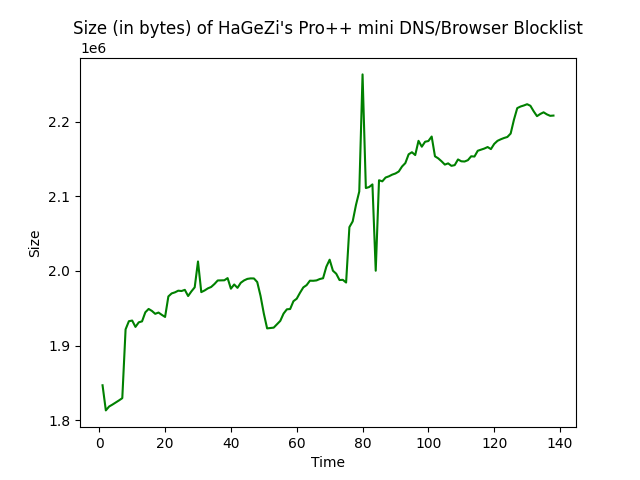 Size (in bytes) of HaGeZi's Pro++ mini DNS/Browser Blocklist
1e6
2.2
2.1
2.0
1.9
1.8
Size
0 20 40 60 80 100 120 140
Time